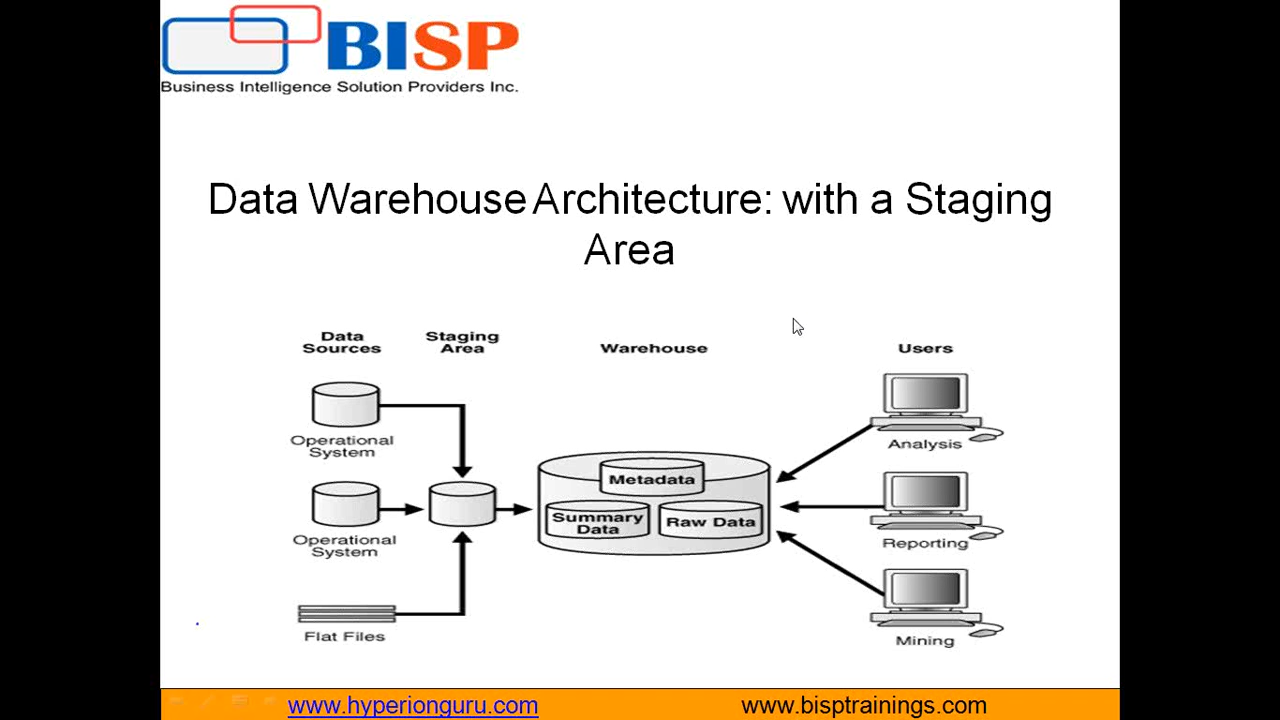 BISP
Business Intelligence Solution Providers Inc.
Data Warehouse Architecture: with a Staging
Area
Data
Sources
Staging
Area
Warehouse
Users
Operational
System
Operational
System
Flat Files
Metadata
Summary
Data
Raw Data
Analysis
Reporting
Mining
www.hyperionguru.com
www.bisptrainings.com